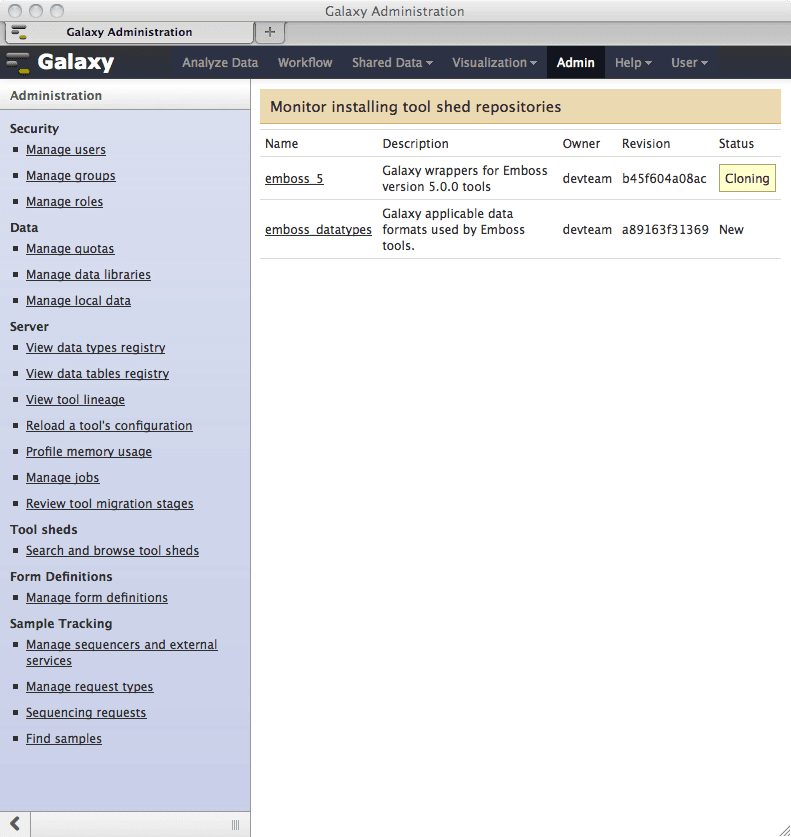 Galaxy Administration
Galaxy Administration
+
Galaxy
Analyze Data Workflow Shared Data Visualization Admin Help User
Administration
Security
Manage users
Manage groups
Manage roles
Data
Manage quotas
Manage data libraries
Manage local data
Server
View data types registry
View data tables registry
View tool lineage
Reload a tool's configuration
Profile memory usage
Manage jobs
Review tool migration stages
Tool sheds
Search and browse tool sheds
Form Definitions
Manage form definitions
Sample Tracking
Manage sequencers and external
services
Manage request types
Sequencing requests
Find samples
Monitor installing tool shed repositories
Name Description Owner Revision Status
emboss_5 Galaxy wrappers for Emboss devteam b45f604a08ac Cloning
version 5.0.0 tools
emboss_datatypes Galaxy applicable data devteam a89163f31369 New
formats used by Emboss
tools.